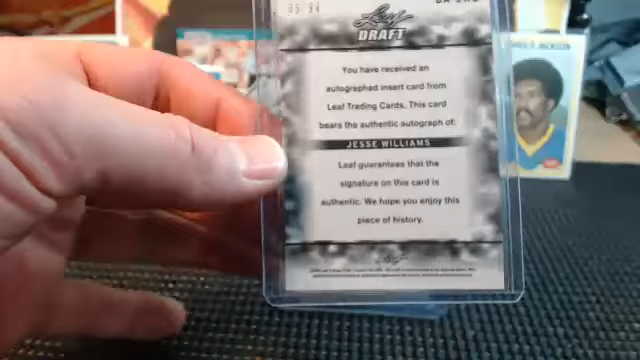 Leaf
DRAFT
You have received an
autographed insert card from
Leaf Trading Cards. This card
bears the authentic autograph of:
JESSE WILLIAMS
Leaf guarantees that the
signature on this card is
authentic. We hope you enjoy this
piece of history.